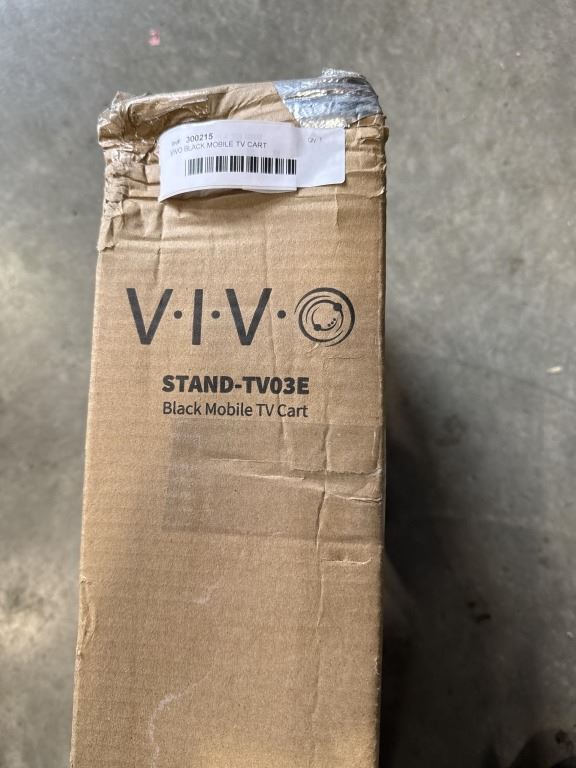 300215
VIVO BLACK MOBILE TV CART
V·I·V·O
STAND-TV03E
Black Mobile TV Cart